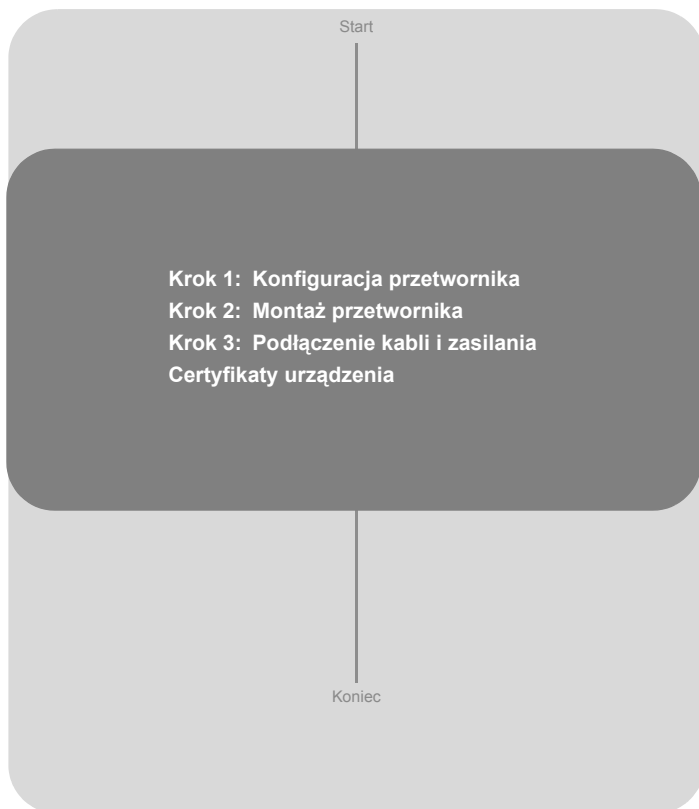 Start
Krok 1: Konfiguracja przetwornika
Krok 2: Montaż przetwornika
Krok 3: Podłączenie kabli i zasilania
Certyfikaty urządzenia
Koniec